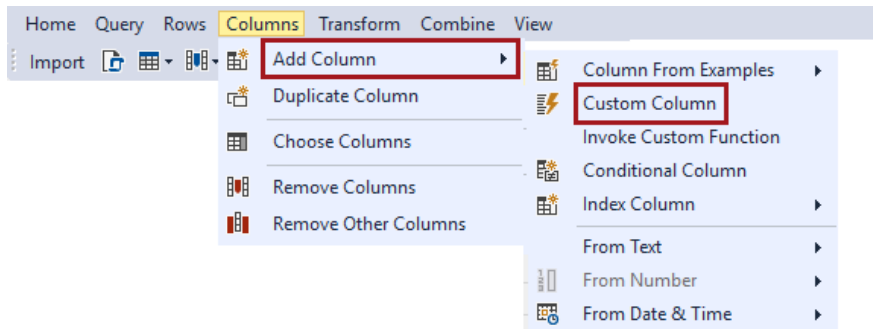 Home Query Rows Columns Transform Combine View
Import
Add Column
Duplicate Column
Choose Columns
Remove Columns
Remove Other Columns
Column From Examples
Custom Column
Invoke Custom Function
Conditional Column
Index Column
From Text
From Number
From Date & Time